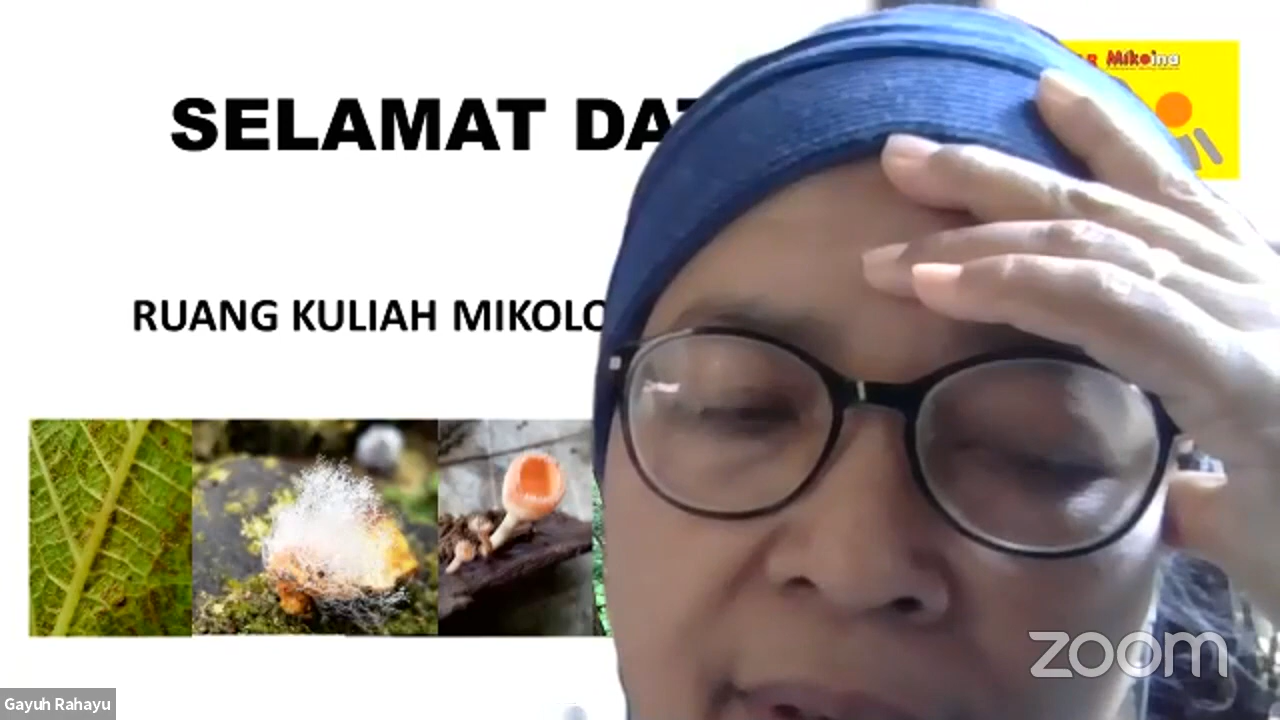 Mikoina
SELAMAT DA
RUANG KULIAH MIKOLO
zoom
Gayuh Rahayu